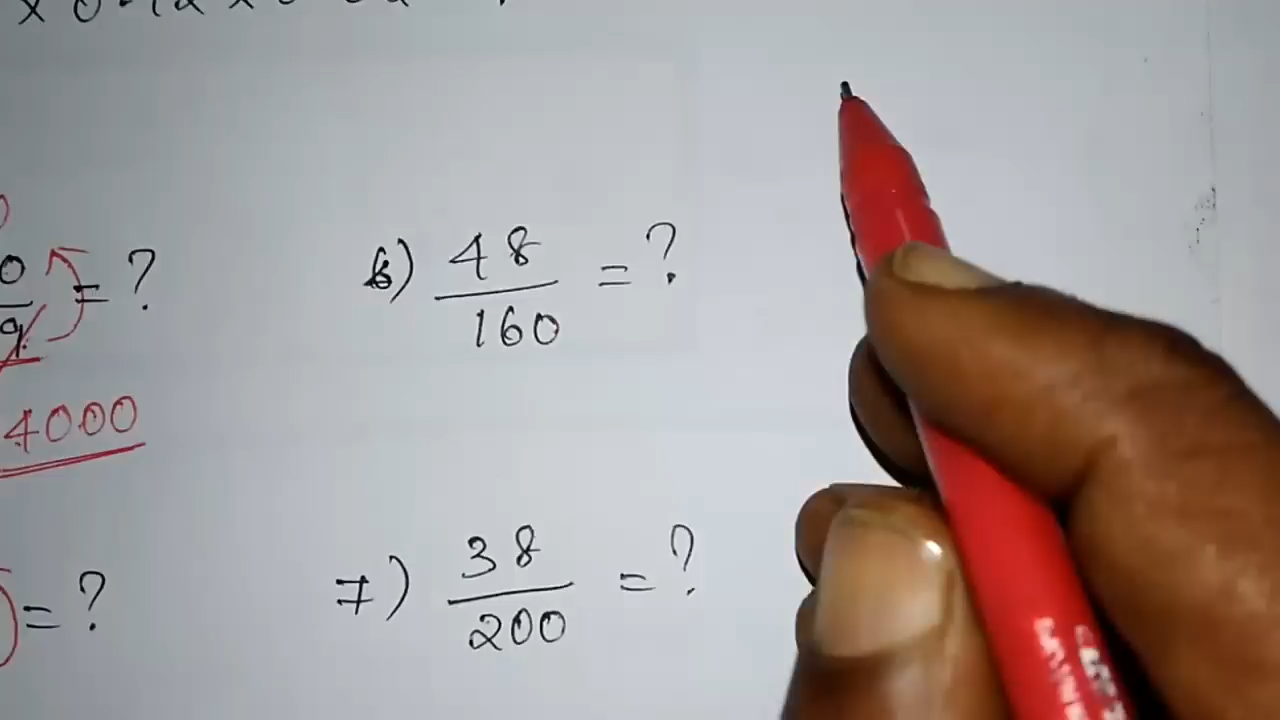 6) 48/160 = ?
= ?
4000
7) 38/200 = ?
= ?